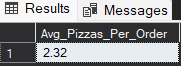 Results Messages
Avg_Pizzas_Per_Order
1 2.32